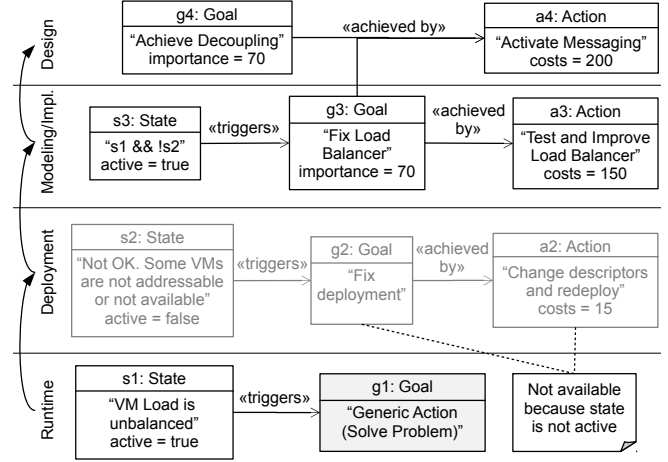 Design
g4: Goal
“Achieve Decoupling”
importance = 70
«achieved by»
a4: Action
“Activate Messaging”
costs = 200
Modeling/Impl.
s3: State
“s1 && !s2”
active = true
«triggers»
g3: Goal
“Fix Load
Balancer”
importance = 70
«achieved
by»
a3: Action
“Test and Improve
Load Balancer”
costs = 150
Deployment
s2: State
“Not OK. Some VMs
are not addressable
or not available”
active = false
«triggers»
g2: Goal
“Fix
deployment”
«achieved
by»
a2: Action
“Change descriptors
and redeploy”
costs = 15
Runtime
s1: State
“VM Load is
unbalanced”
active = true
«triggers»
g1: Goal
“Generic Action
(Solve Problem)”
Not available
because state
is not active